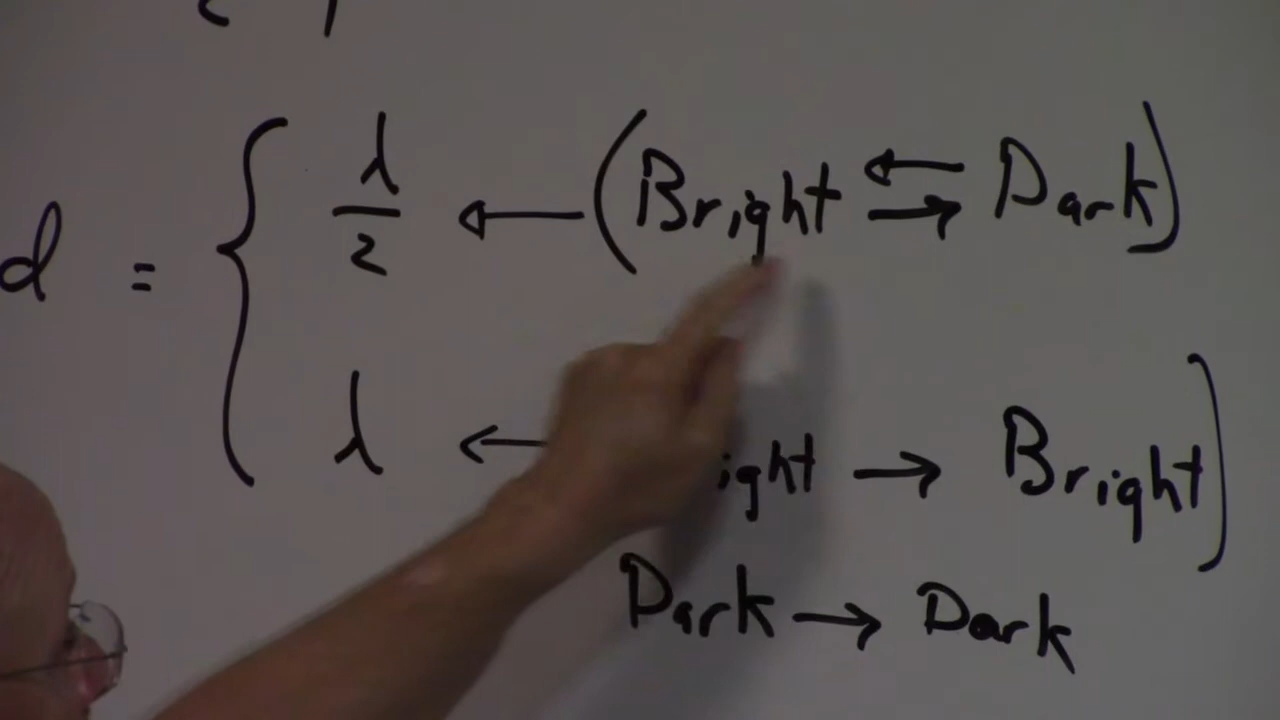 d = { λ/2 ← (Bright ⇄ Dark)
λ ← ight → Bright]
Dark → Dark